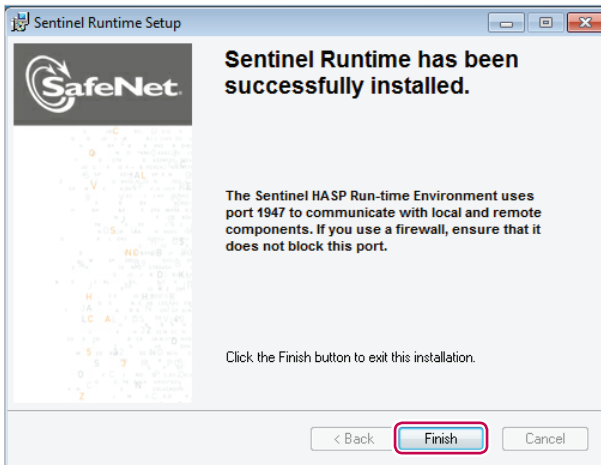 Sentinel Runtime Setup
SafeNet.
Sentinel Runtime has been
successfully installed.
The Sentinel HASP Run-time Environment uses
port 1947 to communicate with local and remote
components. If you use a firewall, ensure that it
does not block this port.
Click the Finish button to exit this installation.
< Back
Finish
Cancel